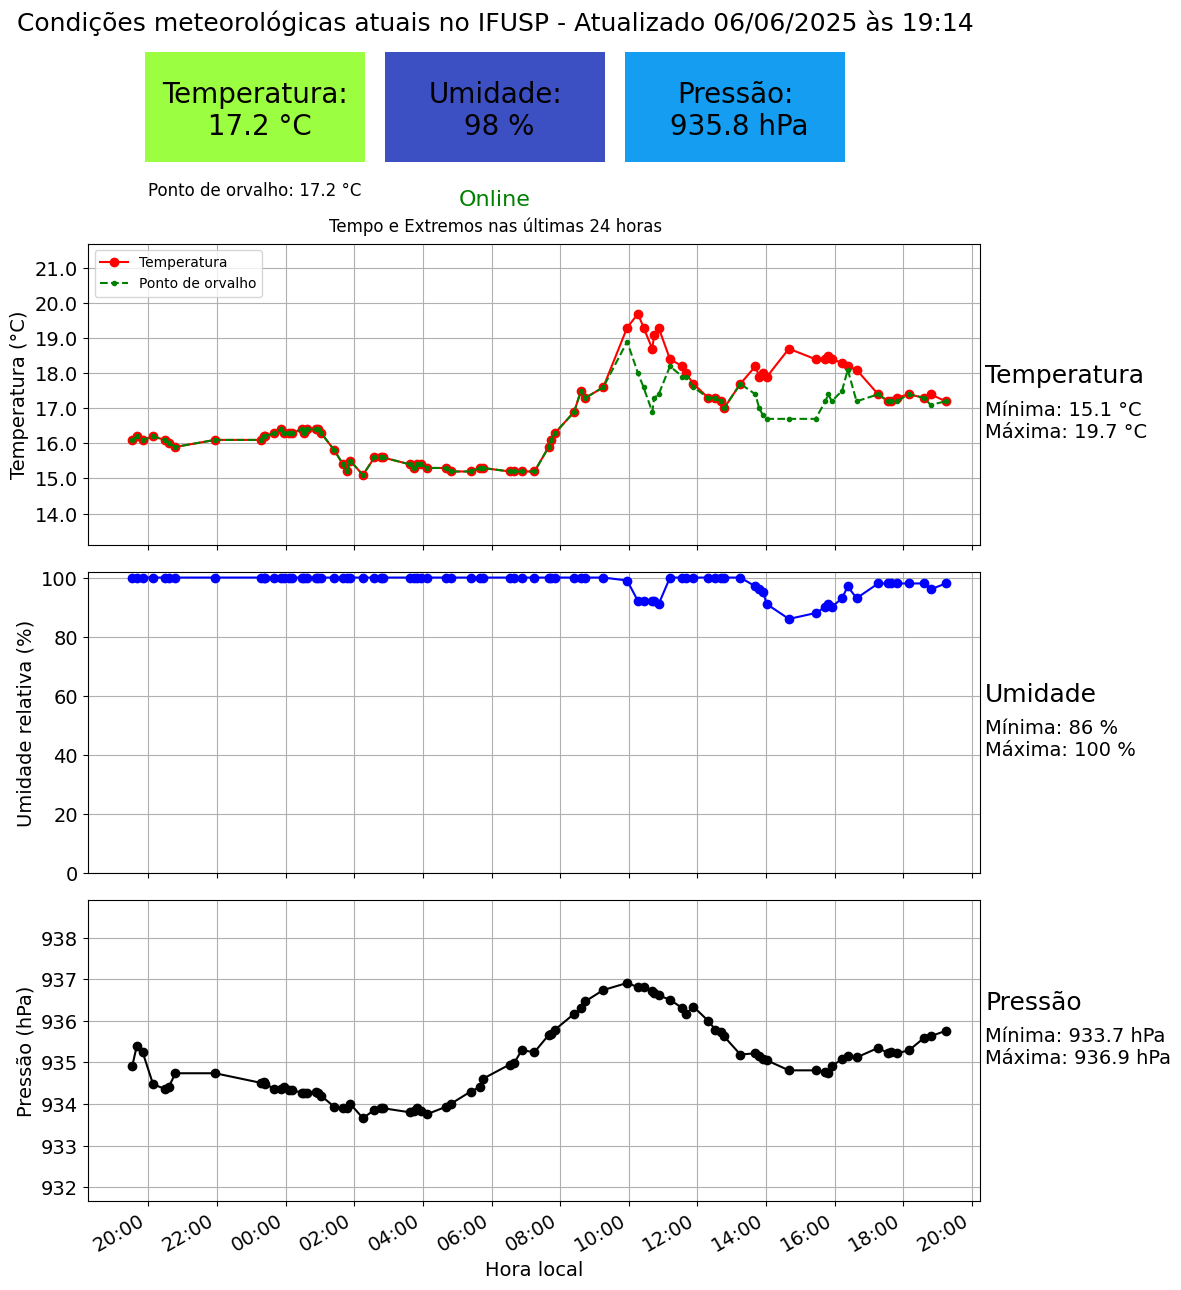 Condições meteorológicas atuais no IFUSP - Atualizado 06/06/2025 às 19:14
Temperatura:
17.2 °C
Umidade:
98 %
Pressão:
935.8 hPa
Ponto de orvalho: 17.2 °C
Online
Tempo e Extremos nas últimas 24 horas
Temperatura
Ponto de orvalho
Temperatura (°C)
21.0
20.0
19.0
18.0
17.0
16.0
15.0
14.0
Temperatura
Mínima: 15.1 °C
Máxima: 19.7 °C
Umidade relativa (%)
100
80
60
40
20
0
Umidade
Mínima: 86 %
Máxima: 100 %
Pressão (hPa)
938
937
936
935
934
933
932
Pressão
Mínima: 933.7 hPa
Máxima: 936.9 hPa
20:00
22:00
00:00
02:00
04:00
06:00
08:00
10:00
12:00
14:00
16:00
18:00
20:00
Hora local